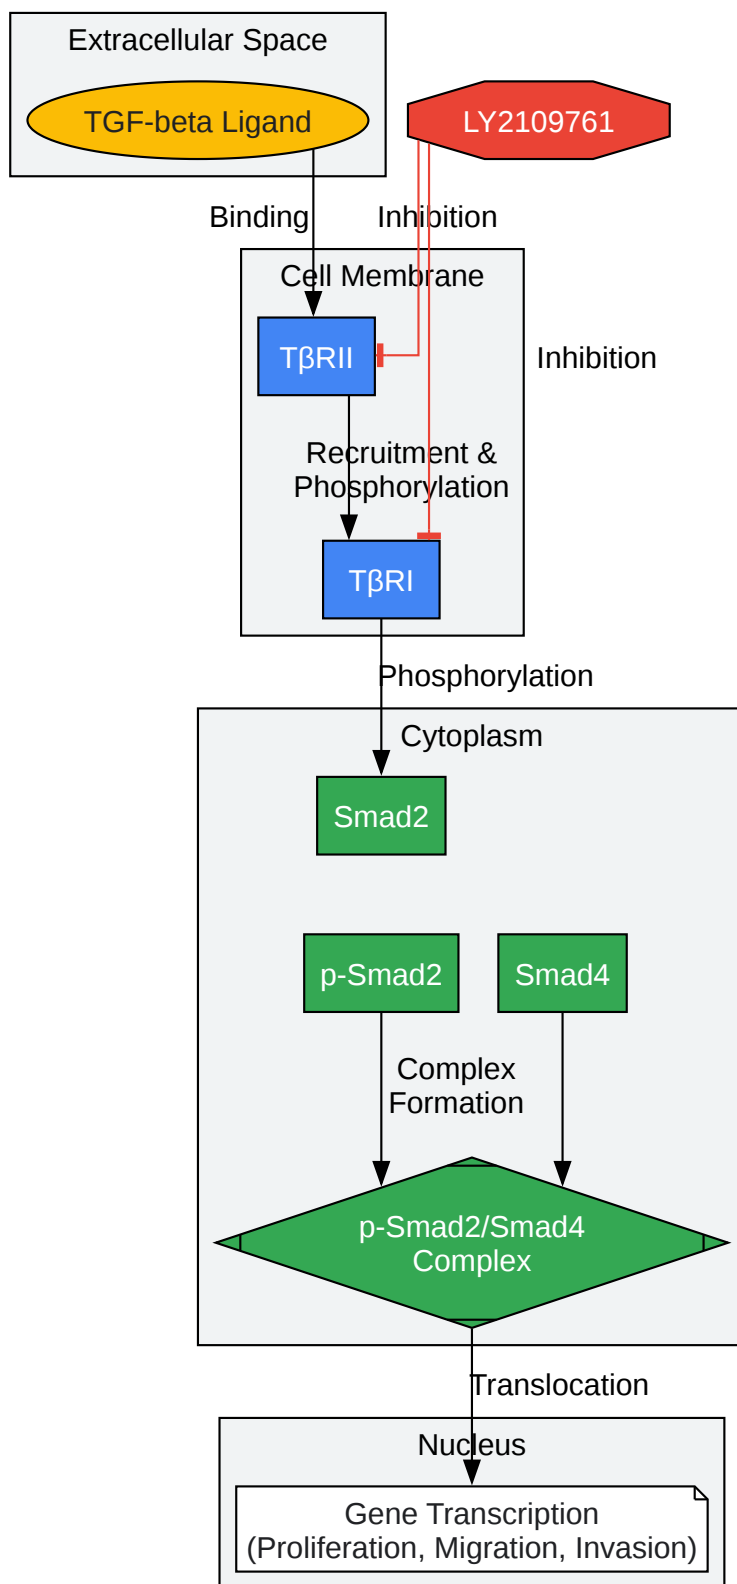 Extracellular Space
TGF-beta Ligand
LY2109761
Binding
Inhibition
Cell Membrane
TβRII
Inhibition
Recruitment &
Phosphorylation
TβRI
Phosphorylation
Cytoplasm
Smad2
p-Smad2
Smad4
Complex
Formation
p-Smad2/Smad4
Complex
Translocation
Nucleus
Gene Transcription
(Proliferation, Migration, Invasion)